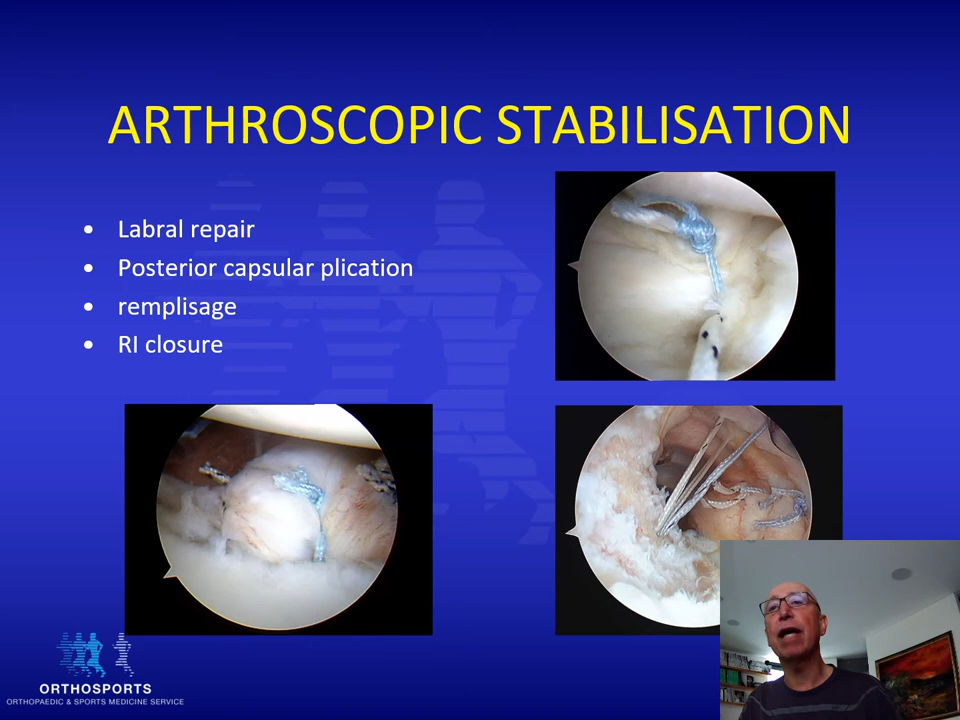 ARTHROSCOPIC STABILISATION
• Labral repair
• Posterior capsular plication
• remplisage
• RI closure
ORTHOSPORTS
ORTHOPAEDIC & SPORTS MEDICINE SERVICE